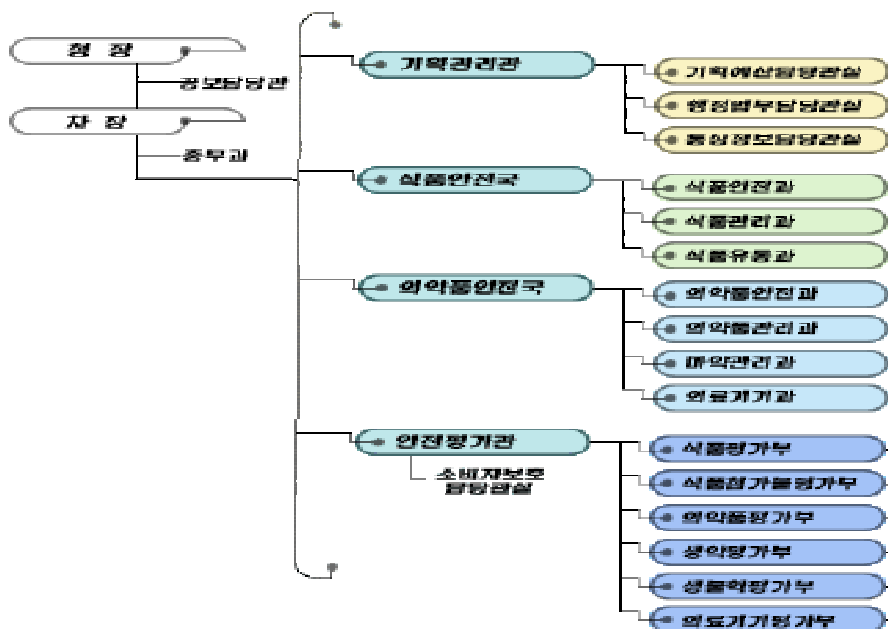 청 장
공보담당관
차 장
총무과
기획관리관
기획예산담당관실
행정법무담당관실
통상정보담당관실
식품안전국
식품안전과
식품관리과
식품유통과
의약품안전국
의약품안전과
의약품관리과
마약관리과
의료기기과
안전평가관
소비자보호
담당관실
식품평가부
식품첨가물평가부
의약품평가부
생약평가부
생물학평가부
의료기기평가부